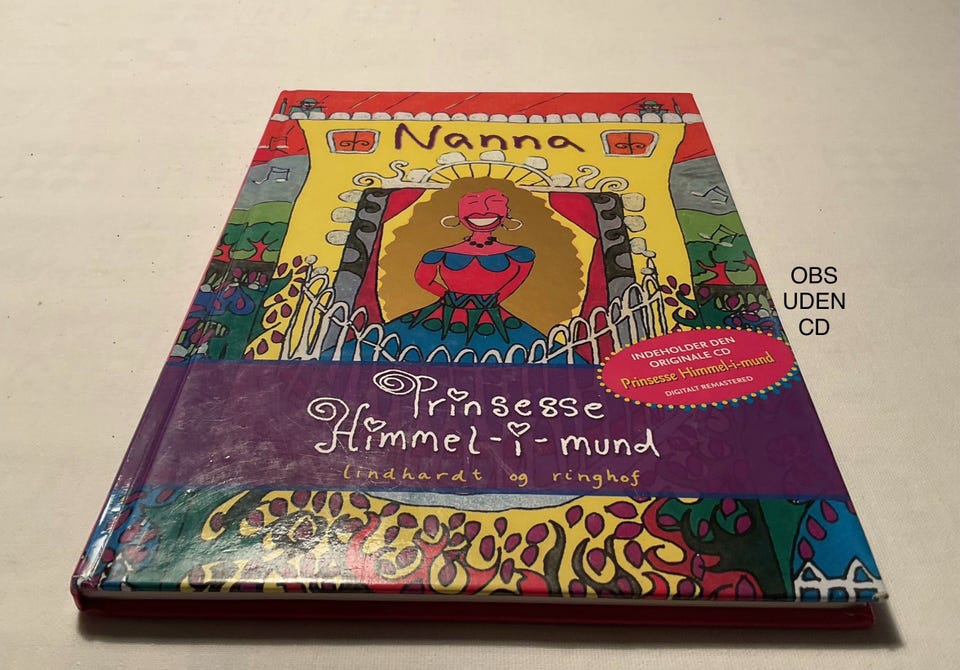 Nanna
OBS
UDEN
CD
INDEHOLDER DEN
ORIGINALE CD
Prinsesse Himmel-i-mund
DIGITALT REMASTERED
Prinsesse
Himmel-i-mund
lindhardt og ringhof